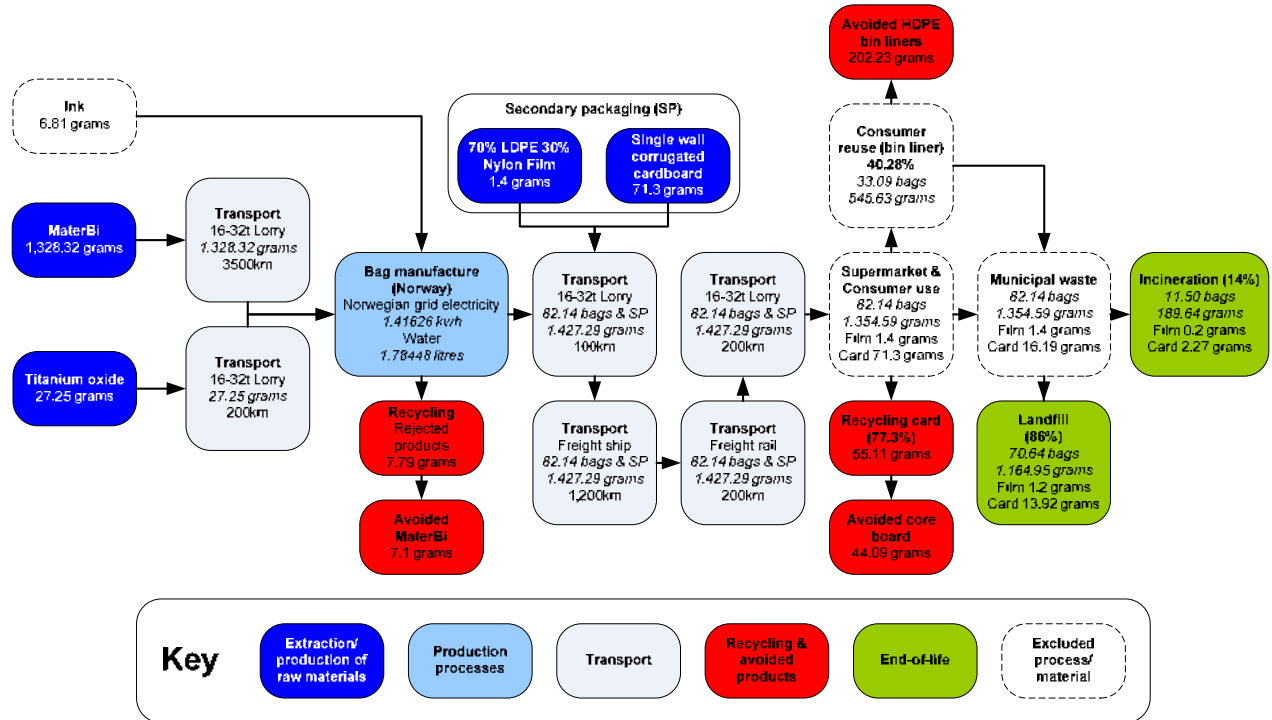 Avoided HDPE
bin liners
202.23 grams
Ink
6.81 grams
Secondary packaging (SP)
70% LDPE 30%
Nylon Film
1.4 grams
Single wall
corrugated
cardboard
71.3 grams
Consumer
reuse (bin liner)
40.28%
33.09 bags
545.63 grams
MaterBi
1,328.32 grams
Transport
16-32t Lorry
1.328.32 grams
3500km
Bag manufacture
(Norway)
Norwegian grid electricity
1.41626 kwh
Water
1.78448 litres
Transport
16-32t Lorry
82.14 bags & SP
1.427.29 grams
100km
Transport
16-32t Lorry
82.14 bags & SP
1.427.29 grams
200km
Supermarket &
Consumer use
82.14 bags
1.354.59 grams
Film 1.4 grams
Card 71.3 grams
Municipal waste
82.14 bags
1.354.59 grams
Film 1.4 grams
Card 16.19 grams
Incineration (14%)
11.50 bags
189.64 grams
Film 0.2 grams
Card 2.27 grams
Titanium oxide
27.25 grams
Transport
16-32t Lorry
27.25 grams
200km
Recycling
Rejected
products
7.79 grams
Transport
Freight ship
82.14 bags & SP
1.427.29 grams
1,200km
Transport
Freight rail
82.14 bags & SP
1.427.29 grams
200km
Recycling card
(77.3%)
55.11 grams
Landfill
(86%)
70.64 bags
1.164.95 grams
Film 1.2 grams
Card 13.92 grams
Avoided
MaterBi
7.1 grams
Avoided core
board
44.09 grams
Key
Extraction/
production of
raw materials
Production
processes
Transport
Recycling &
avoided
products
End-of-life
Excluded
process/
material